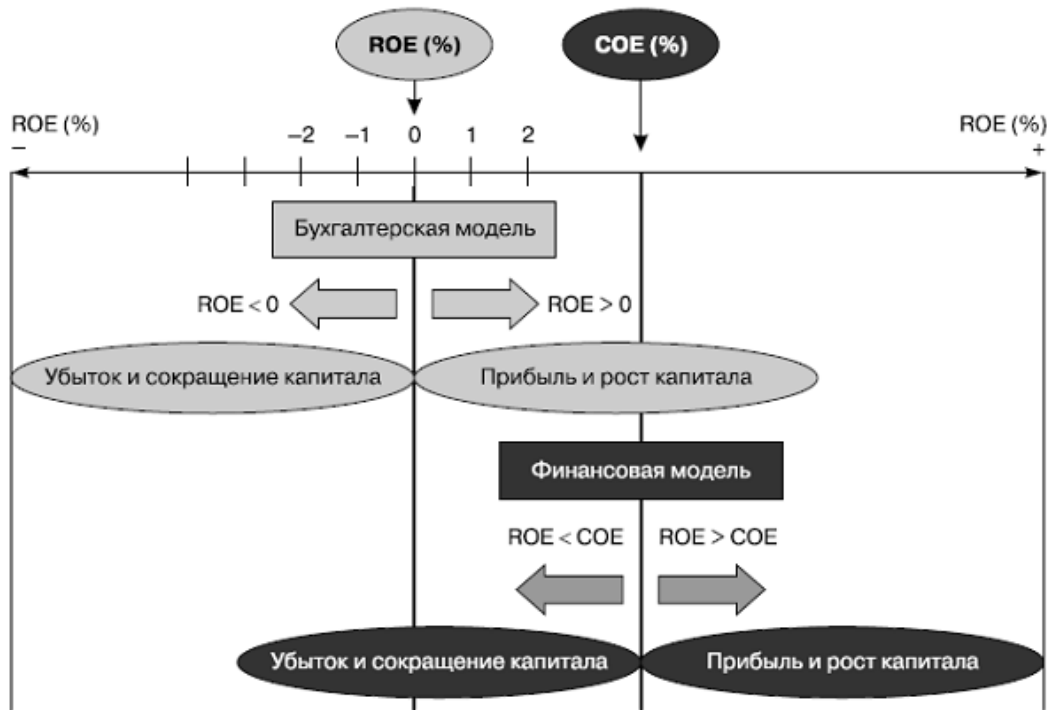 ROE (%)
COE (%)
ROE (%)
ROE (%)
−2 −1 0 1 2
−
+
Бухгалтерская модель
ROE < 0
ROE > 0
Убыток и сокращение капитала
Прибыль и рост капитала
Финансовая модель
ROE < COE
ROE > COE
Убыток и сокращение капитала
Прибыль и рост капитала